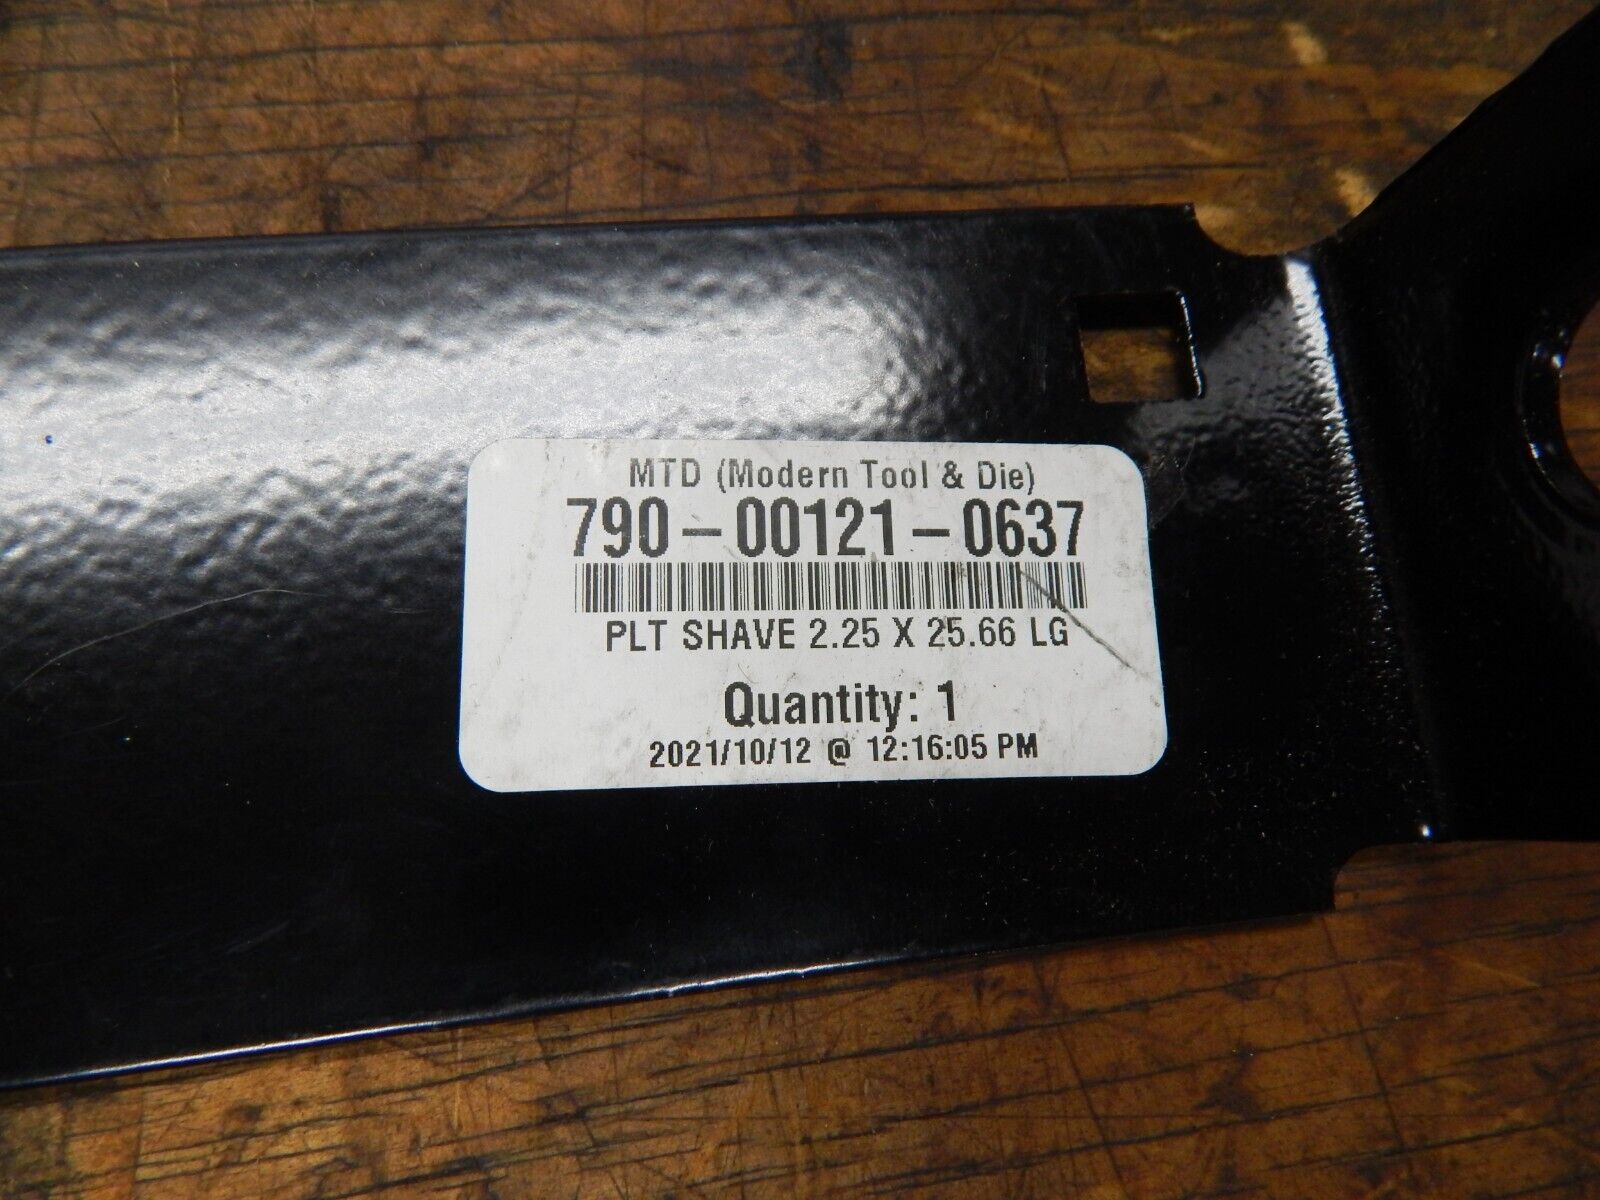 MTD (Modern Tool & Die)
790-00121-0637
PLT SHAVE 2.25 X 25.66 LG
Quantity: 1
2021/10/12 @ 12:16:05 PM